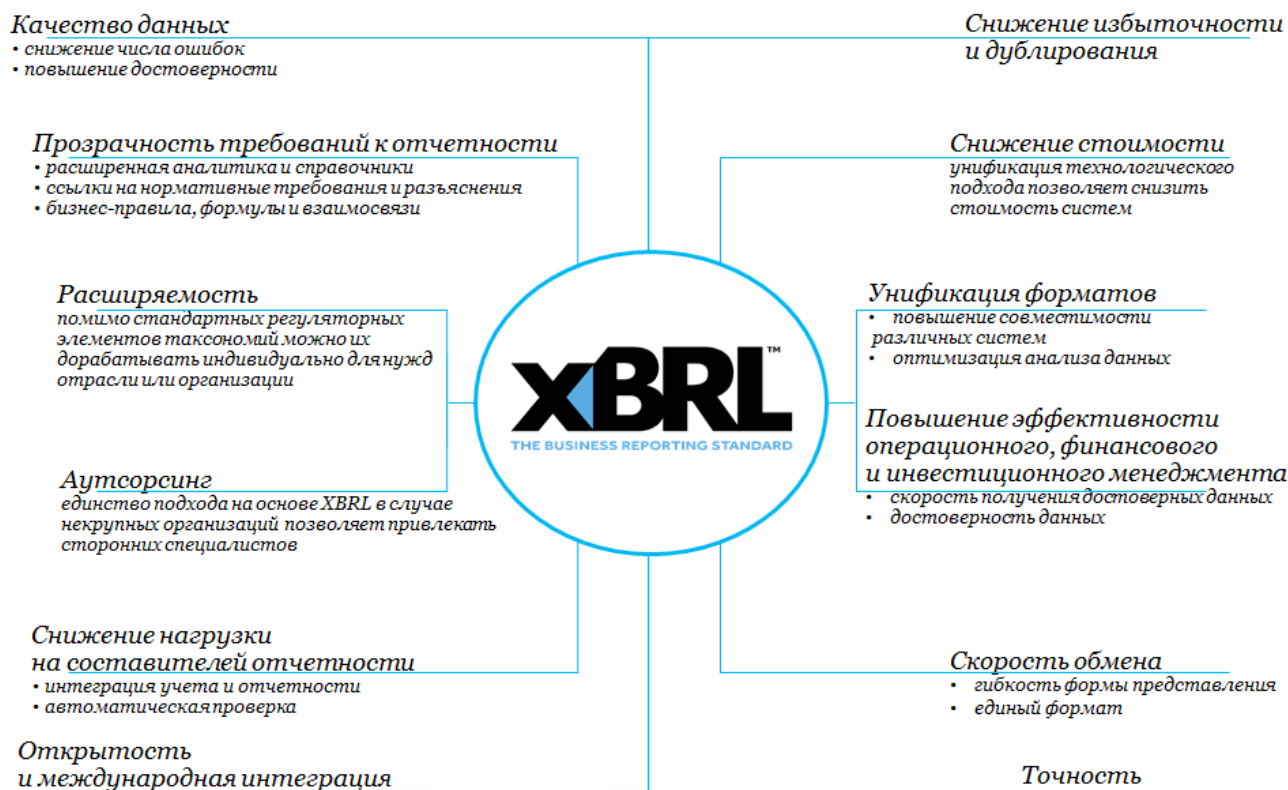 Качество данных
• снижение числа ошибок
• повышение достоверности
Снижение избыточности
и дублирования
Прозрачность требований к отчетности
• расширенная аналитика и справочники
• ссылки на нормативные требования и разъяснения
• бизнес-правила, формулы и взаимосвязи
Снижение стоимости
унификация технологического
подхода позволяет снизить
стоимость систем
Расширяемость
помимо стандартных регуляторных
элементов таксономий можно их
дорабатывать индивидуально для нужд
отрасли или организации
Унификация форматов
• повышение совместимости
различных систем
• оптимизация анализа данных
XBRL™
THE BUSINESS REPORTING STANDARD
Аутсорсинг
единство подхода на основе XBRL в случае
некрупных организаций позволяет привлекать
сторонних специалистов
Повышение эффективности
операционного, финансового
и инвестиционного менеджмента
• скорость получения достоверных данных
• достоверность данных
Снижение нагрузки
на составителей отчетности
• интеграция учета и отчетности
• автоматическая проверка
Скорость обмена
• гибкость формы представления
• единый формат
Открытость
и международная интеграция
Точность